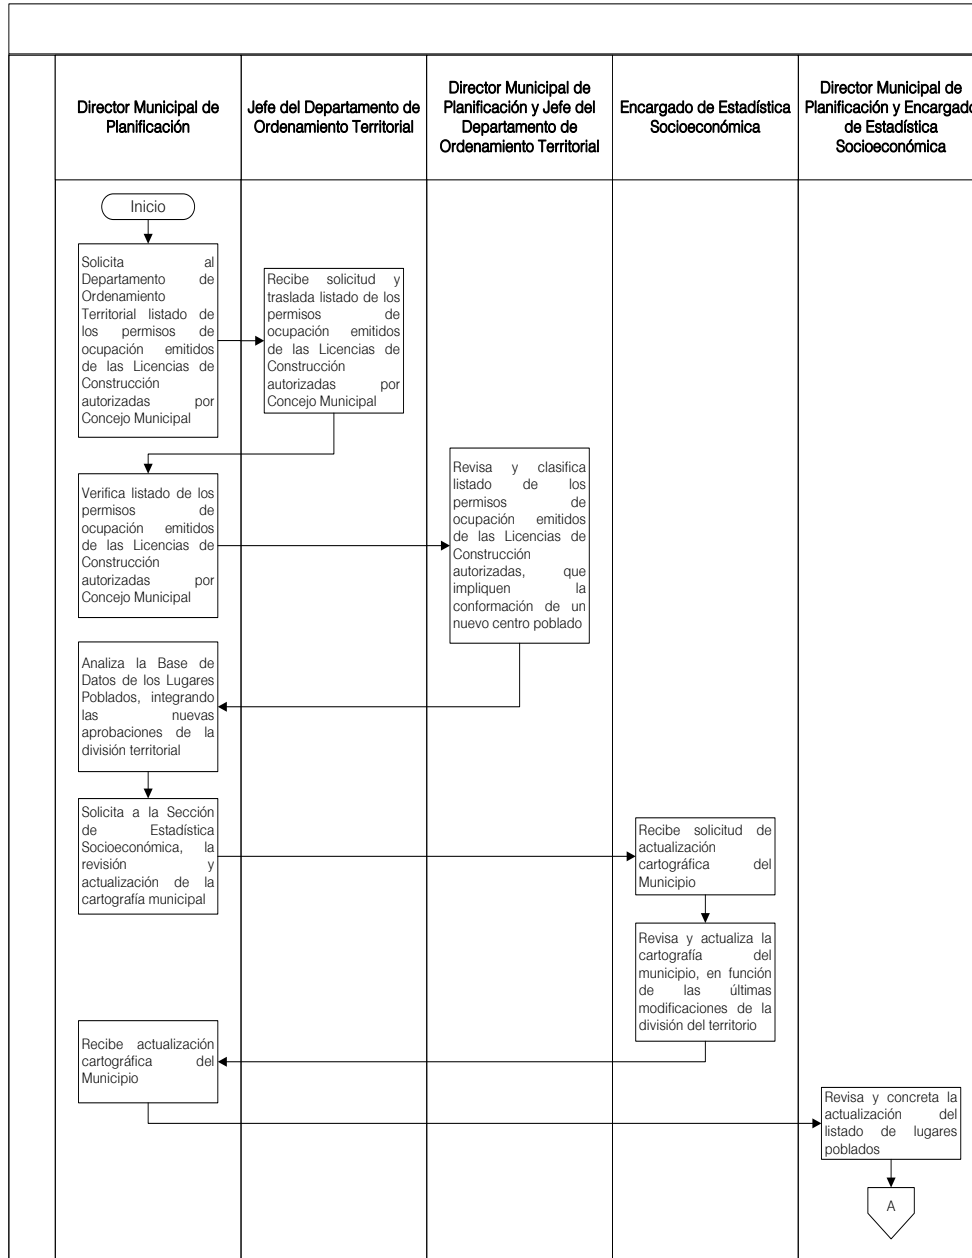 Director Municipal de
Planificación
Jefe del Departamento de
Ordenamiento Territorial
Director Municipal de
Planificación y Jefe del
Departamento de
Ordenamiento Territorial
Encargado de Estadística
Socioeconómica
Director Municipal de
Planificación y Encargado
de Estadística
Socioeconómica
Inicio
Solicita al
Departamento de
Ordenamiento
Territorial listado de
los permisos de
ocupación emitidos
de las Licencias de
Construcción
autorizadas por
Concejo Municipal
Recibe solicitud y
traslada listado de los
permisos de
ocupación emitidos
de las Licencias de
Construcción
autorizadas por
Concejo Municipal
Verifica listado de los
permisos de
ocupación emitidos
de las Licencias de
Construcción
autorizadas por
Concejo Municipal
Revisa y clasifica
listado de los
permisos de
ocupación emitidos
de las Licencias de
Construcción
autorizadas, que
impliquen la
conformación de un
nuevo centro poblado
Analiza la Base de
Datos de los Lugares
Poblados, integrando
las nuevas
aprobaciones de la
división territorial
Solicita a la Sección
de Estadística
Socioeconómica, la
revisión y
actualización de la
cartografía municipal
Recibe solicitud de
actualización
cartográfica del
Municipio
Revisa y actualiza la
cartografía del
municipio, en función
de las últimas
modificaciones de la
división del territorio
Recibe actualización
cartográfica del
Municipio
Revisa y concreta la
actualización del
listado de lugares
poblados
A